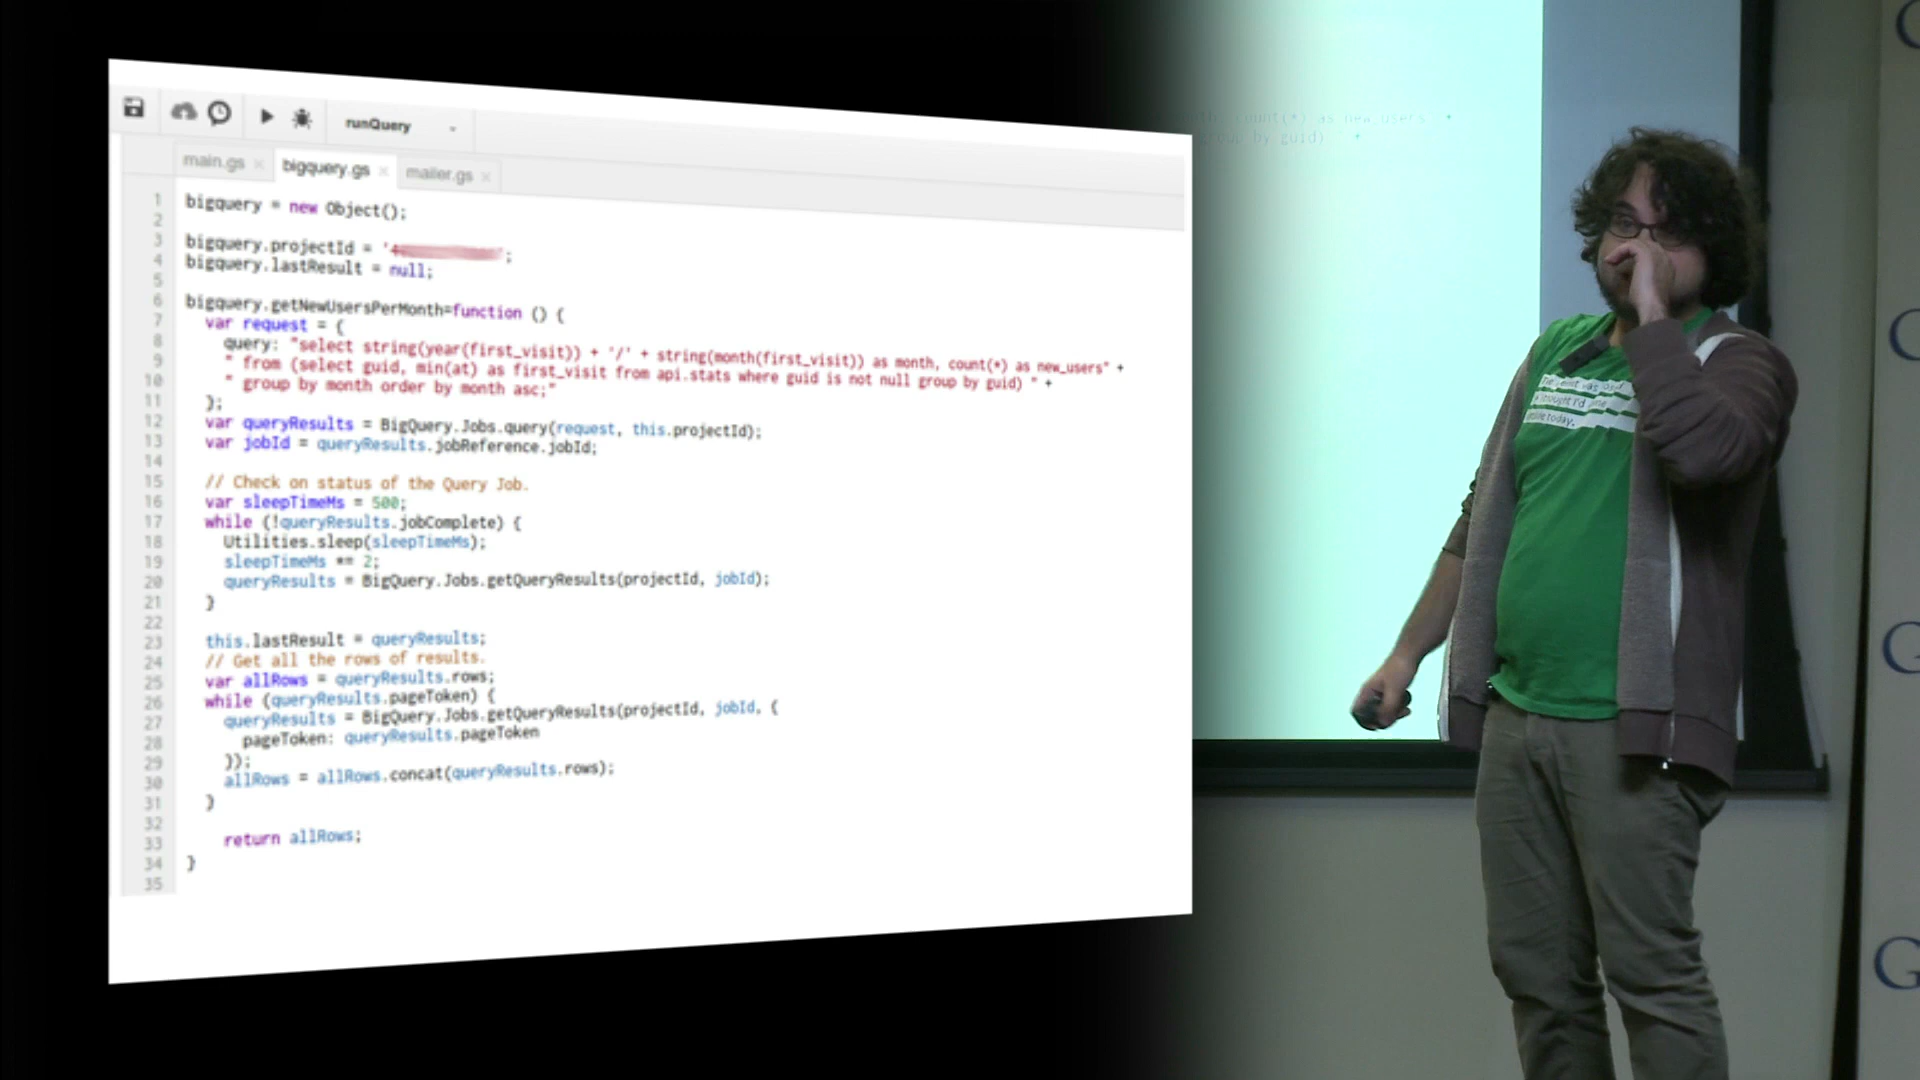 runQuery
main.gs × bigquery.gs × mailer.gs ×
1 bigquery = new Object();
2
3 bigquery.projectId = '4 ';
4 bigquery.lastResult = null;
5
6 bigquery.getNewUsersPerMonth=function () {
7 var request = {
8 query: "select string(year(first_visit)) + '/' + string(month(first_visit)) as month, count(*) as new_users" +
9 " from (select guid, min(at) as first_visit from api.stats where guid is not null group by guid) " +
10 " group by month order by month asc;"
11 };
12 var queryResults = BigQuery.Jobs.query(request, this.projectId);
13 var jobId = queryResults.jobReference.jobId;
14
15 // Check on status of the Query Job.
16 var sleepTimeMs = 500;
17 while (!queryResults.jobComplete) {
18 Utilities.sleep(sleepTimeMs);
19 sleepTimeMs *= 2;
20 queryResults = BigQuery.Jobs.getQueryResults(projectId, jobId);
21 }
22
23 this.lastResult = queryResults;
24 // Get all the rows of results.
25 var allRows = queryResults.rows;
26 while (queryResults.pageToken) {
27 queryResults = BigQuery.Jobs.getQueryResults(projectId, jobId, {
28 pageToken: queryResults.pageToken
29 });
30 allRows = allRows.concat(queryResults.rows);
31 }
32
33 return allRows;
34 }
35
count(*) as new_users" +
group by guid) " +
G
G
G
G